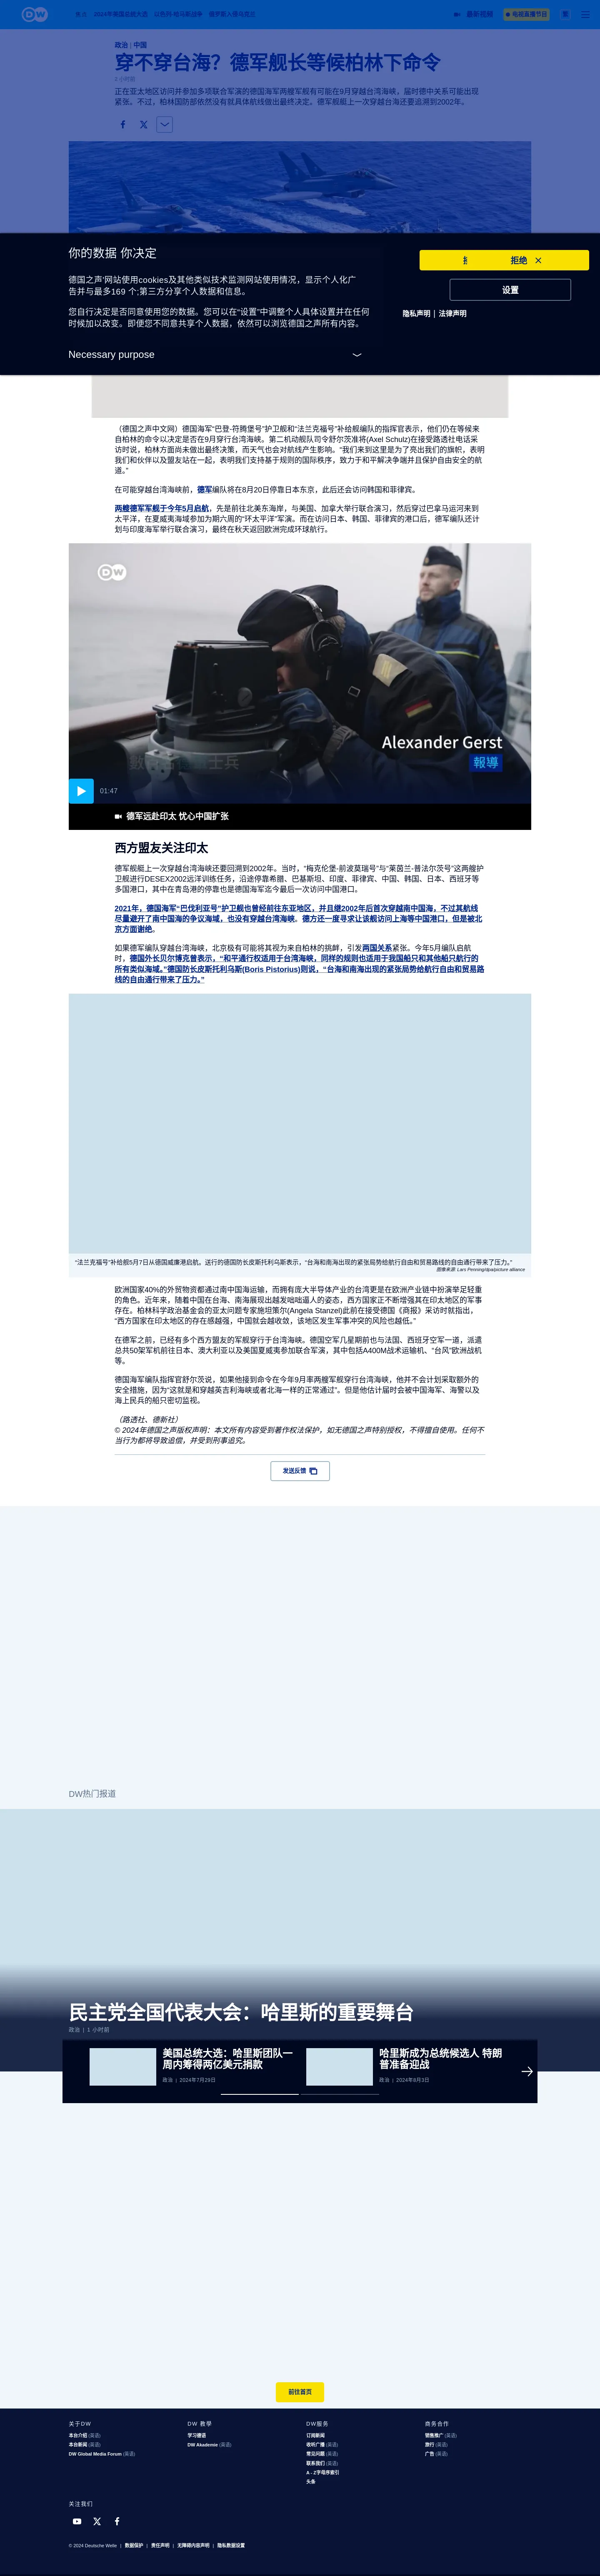 DW
焦点
2024年美国总统大选
以色列-哈马斯战争
俄罗斯入侵乌克兰
最新视频
电视直播节目
繁
政治 | 中国
穿不穿台海？德军舰长等候柏林下命令
正在亚太地区访问并参加多项联合军演的德国海军两艘军舰有可能在9月穿越台湾海峡，届时德中关系可能出现
紧张。不过，柏林国防部依然没有就具体航线做出最终决定。德军舰艇上一次穿越台海还要追溯到2002年。
你的数据 你决定
德国之声'网站使用cookies及其他类似技术监测网站使用情况，显示个人化广
告并与最多169 个;第三方分享个人数据和信息。
您自行决定是否同意使用您的数据。您可以在"设置"中调整个人具体设置并在任何
时候加以改变。即便您不同意共享个人数据，依然可以浏览德国之声所有内容。
Necessary purpose
拒绝
设置
隐私声明 | 法律声明
（德国之声中文网）德国海军“巴登-符腾堡号”护卫舰和“法兰克福号”补给舰编队的指挥官表示，他们仍在等候来
自柏林的命令以决定是否在9月穿行台湾海峡。第二机动舰队司令舒尔茨准将(Axel Schulz)在接受路透社电话采
访时说，柏林方面尚未做出最终决策，而天气也会对航线产生影响。“我们来到这里是为了亮出我们的旗帜，表明
我们和伙伴以及盟友站在一起，表明我们支持基于规则的国际秩序，致力于和平解决争端并且保护自由安全的航
道。”
在可能穿越台湾海峡前，德军编队将在8月20日停靠日本东京，此后还会访问韩国和菲律宾。
两艘德军军舰于今年5月启航，先是前往北美东海岸，与美国、加拿大举行联合演习，然后穿过巴拿马运河来到
太平洋，在夏威夷海域参加为期六周的“环太平洋”军演。而在访问日本、韩国、菲律宾的港口后，德军编队还计
划与印度海军举行联合演习，最终在秋天返回欧洲完成环球航行。
DW
Alexander Gerst
報導
01:47
德军远赴印太 忧心中国扩张
西方盟友关注印太
德军舰艇上一次穿越台湾海峡还要回溯到2002年。当时，“梅克伦堡-前波莫瑞号”与“莱茵兰-普法尔茨号”这两艘护
卫舰进行DESEX2002远洋训练任务，沿途停靠希腊、巴基斯坦、印度、菲律宾、中国、韩国、日本、西班牙等
多国港口，其中在青岛港的停靠也是德国海军迄今最后一次访问中国港口。
2021年，德国海军“巴伐利亚号”护卫舰也曾经前往东亚地区，并且继2002年后首次穿越南中国海，不过其航线
尽量避开了南中国海的争议海域，也没有穿越台湾海峡。德方还一度寻求让该舰访问上海等中国港口，但是被北
京方面谢绝。
如果德军编队穿越台湾海峡，北京极有可能将其视为来自柏林的挑衅，引发两国关系紧张。今年5月编队启航
时，德国外长贝尔博克曾表示，“和平通行权适用于台湾海峡，同样的规则也适用于我国船只和其他船只航行的
所有类似海域。”德国防长皮斯托利乌斯(Boris Pistorius)则说，“台海和南海出现的紧张局势给航行自由和贸易路
线的自由通行带来了压力。”
“法兰克福号”补给舰5月7日从德国威廉港启航。这行的德国防长皮斯托利乌斯表示，“台海和南海出现的紧张局势给航行自由和贸易路线的自由通行带来了压力。”
图像来源: Lars Penning/dpa/picture alliance
欧洲国家40%的外贸物资都通过南中国海运输，而拥有庞大半导体产业的台湾更是在欧洲产业链中扮演举足轻重
的角色。近年来，随着中国在台海、南海展现出越发咄咄逼人的姿态，西方国家正不断增强其在印太地区的军事
存在。柏林科学政治基金会的亚太问题专家施坦策尔(Angela Stanzel)此前在接受德国《商报》采访时就指出，
“西方国家在印太地区的存在感越强，中国就会越收敛，该地区发生军事冲突的风险也越低。”
在德军之前，已经有多个西方盟友的军舰穿行于台湾海峡。德国空军几星期前也与法国、西班牙空军一道，派遣
总共50架军机前往日本、澳大利亚以及美国夏威夷参加联合军演，其中包括A400M战术运输机、“台风”欧洲战机
等。
德国海军编队指挥官舒尔茨说，如果他接到命令在今年9月率两艘军舰穿行台湾海峡，他并不会计划采取额外的
安全措施，因为“这就是和穿越英吉利海峡或者北海一样的正常通过”。但是他估计届时会被中国海军、海警以及
海上民兵的船只密切监视。
（路透社、德新社）
© 2024年德国之声版权声明：本文所有内容受到著作权法保护，如无德国之声特别授权，不得擅自使用。任何不
当行为都将导致追偿，并受到刑事追究。
发送反馈
DW热门报道
民主党全国代表大会：哈里斯的重要舞台
政治 | 1 小时前
美国总统大选：哈里斯团队一
周内筹得两亿美元捐款
政治 | 2024年7月29日
哈里斯成为总统候选人 特朗
普准备迎战
政治 | 2024年8月3日
前往首页
关于DW
本台介绍 (英语)
本台新闻 (英语)
DW Global Media Forum (英语)
DW 教學
学习德语
DW Akademie (英语)
DW服务
订阅新闻
收听广播 (英语)
常见问题 (英语)
联系我们 (英语)
A - Z字母序索引
头条
商务合作
销售推广 (英语)
旅行 (英语)
广告 (英语)
关注我们
© 2024 Deutsche Welle | 数据保护 | 责任声明 | 无障碍内容声明 | 隐私数据设置